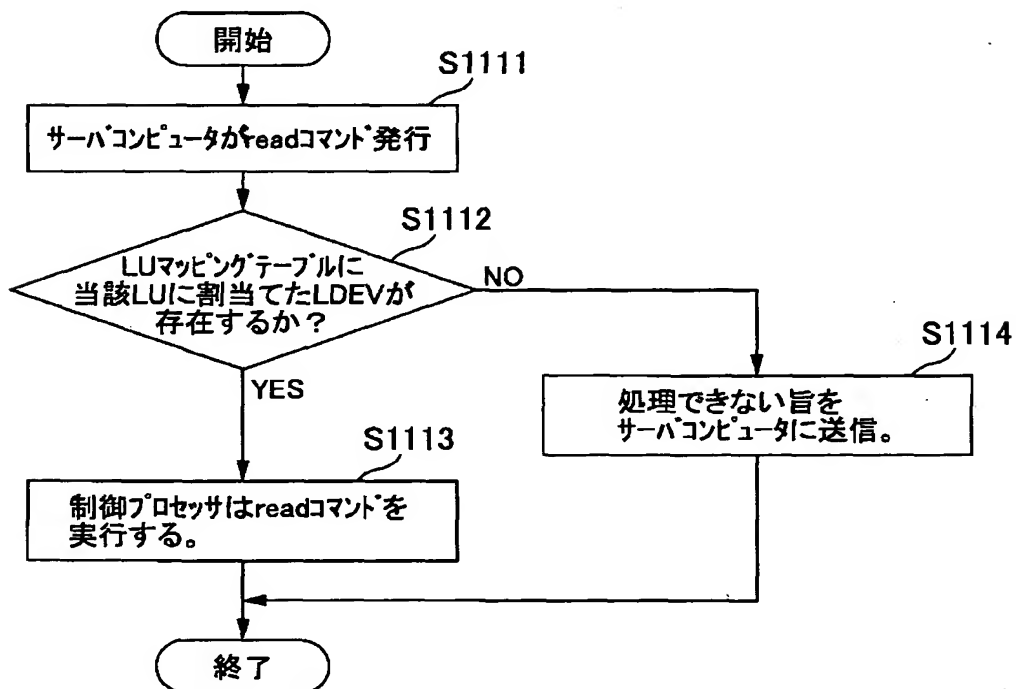 開始
S1111
サーバコンピュータがreadコマンド発行
S1112
LUマッピングテーブルに
当該LUに割当てたLDEVが
存在するか？
NO
YES
S1114
処理できない旨を
サーバコンピュータに送信。
S1113
制御プロセッサはreadコマンドを
実行する。
終了